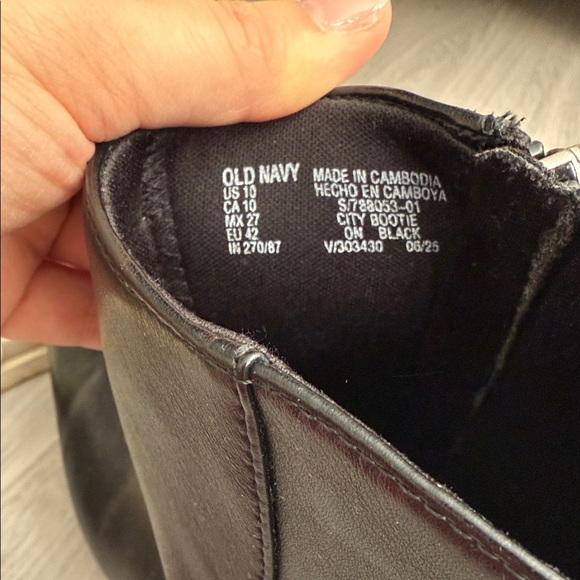 OLD NAVY
US 10
CA 10
MX 27
EU 42
IN 270/87
MADE IN CAMBODIA
HECHO EN CAMBOYA
S/788053-01
CITY BOOTIE
ON BLACK
V/303430 06/25